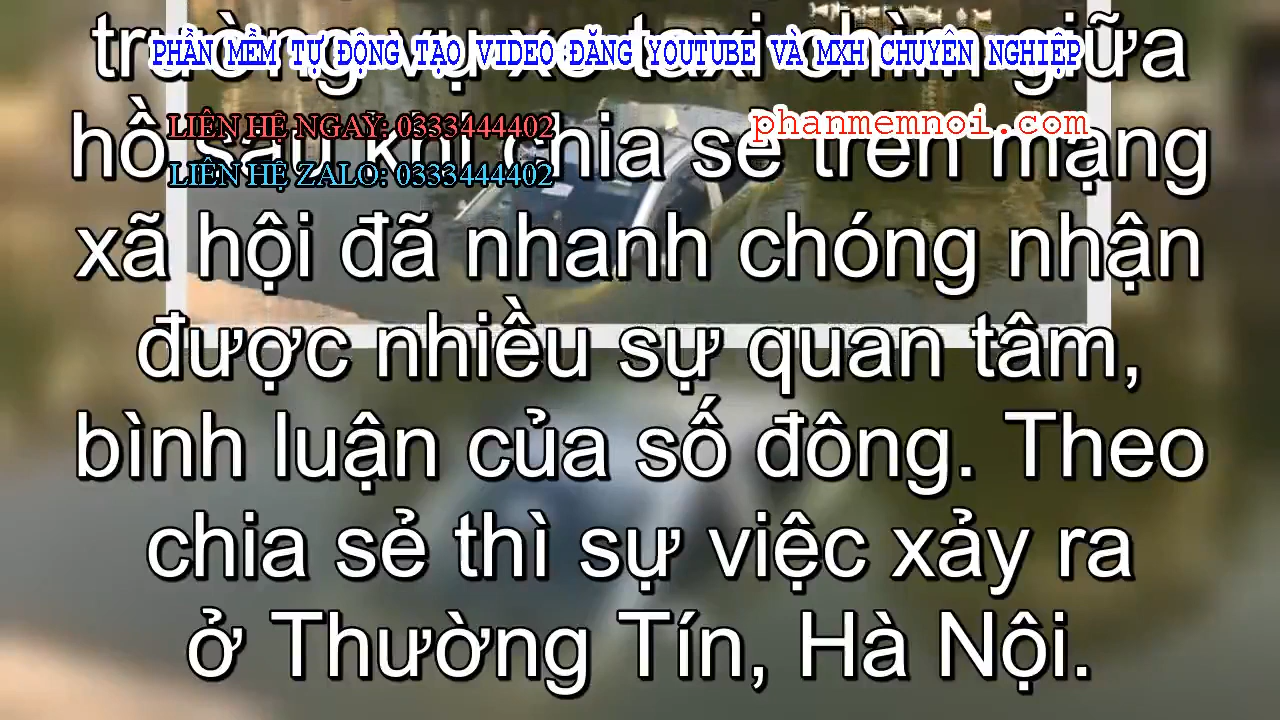 trường vụ xe taxi chìm giữa
PHẦN MỀM TỰ ĐỘNG TẠO VIDEO ĐĂNG YOUTUBE VÀ MXH CHUYÊN NGHIỆP
phanmemnoi.com
LIÊN HỆ NGAY: 0333444402
hồ sau khi chia sẻ trên mạng
LIÊN HỆ ZALO: 0333444402
xã hội đã nhanh chóng nhận
được nhiều sự quan tâm,
bình luận của số đông. Theo
chia sẻ thì sự việc xảy ra
ở Thường Tín, Hà Nội.